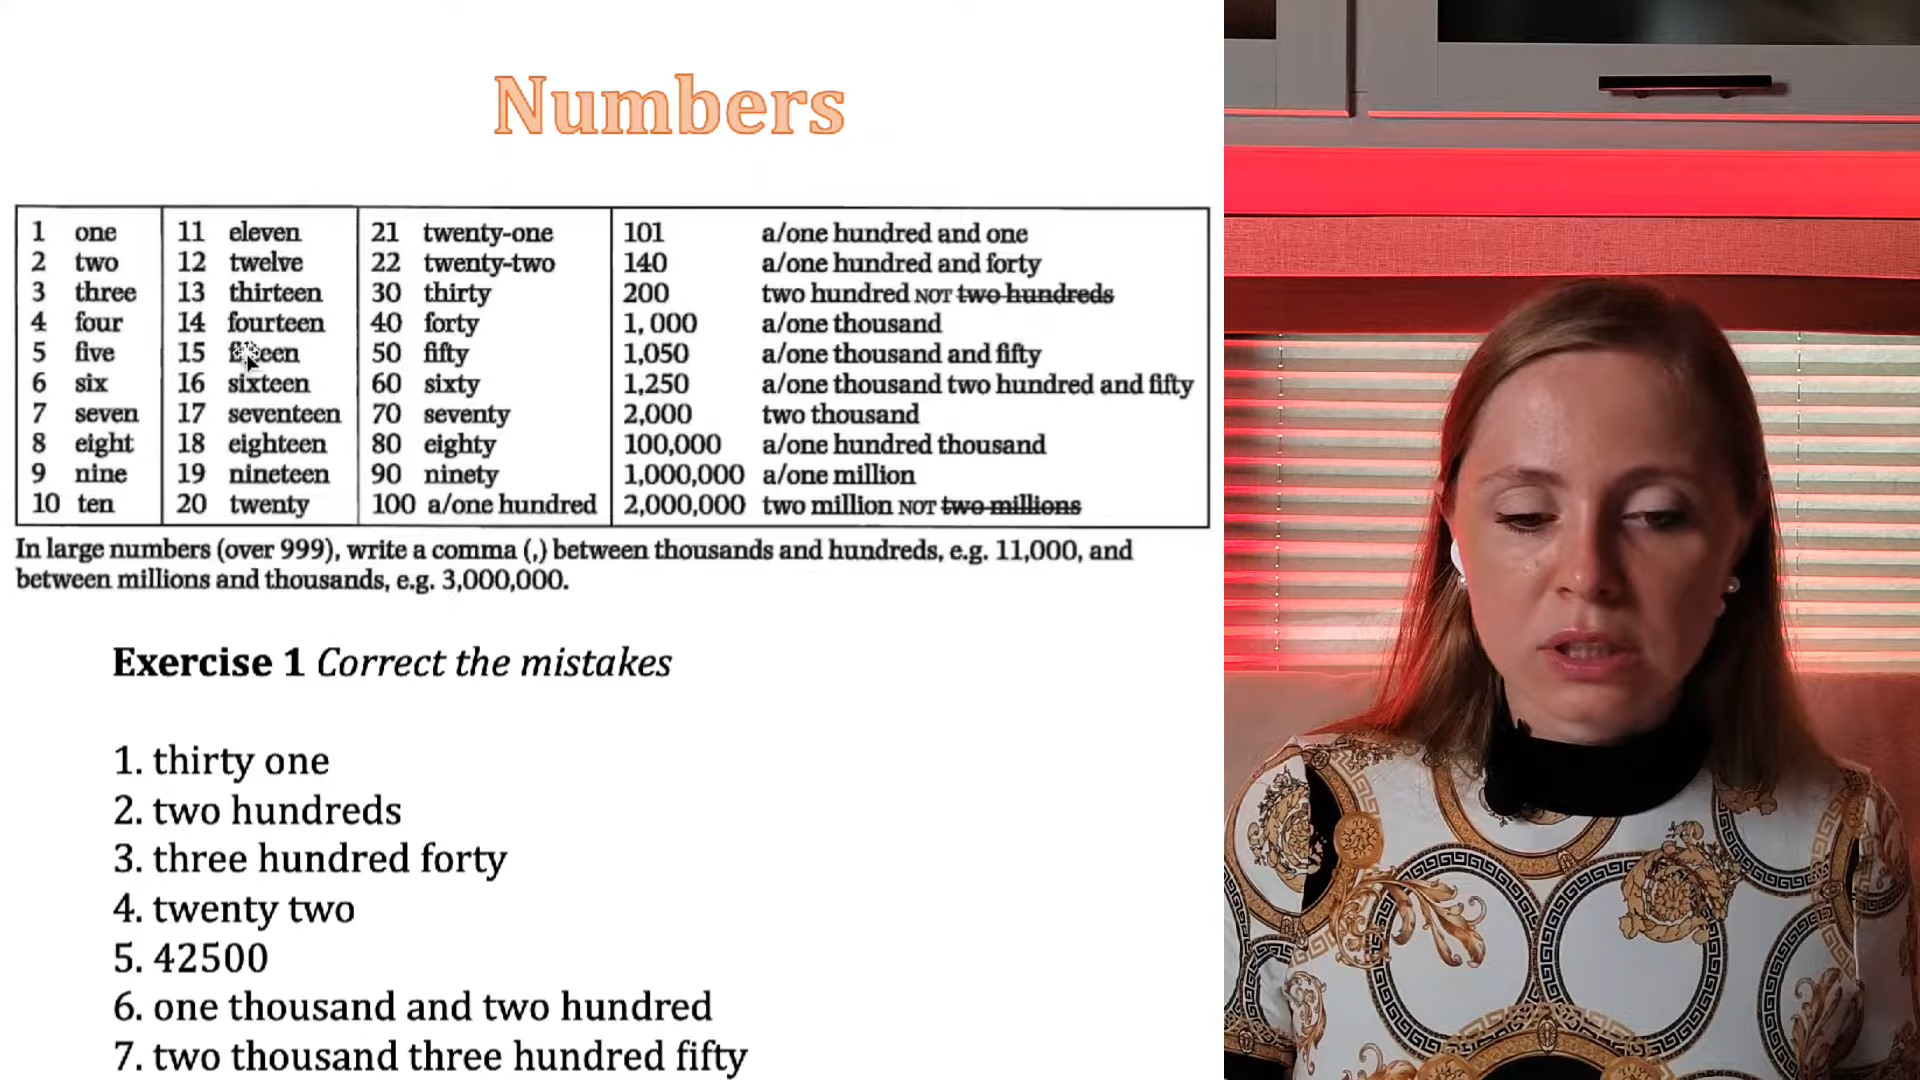 Numbers
1 one 11 eleven 21 twenty-one 101 a/one hundred and one
2 two 12 twelve 22 twenty-two 140 a/one hundred and forty
3 three 13 thirteen 30 thirty 200 two hundred NOT two hundreds
4 four 14 fourteen 40 forty 1, 000 a/one thousand
5 five 15 50 fifty 1,050 a/one thousand and fifty
6 six 16 sixteen 60 sixty 1,250 a/one thousand two hundred and fifty
7 seven 17 seventeen 70 seventy 2,000 two thousand
8 eight 18 eighteen 80 eighty 100,000 a/one hundred thousand
9 nine 19 nineteen 90 ninety 1,000,000 a/one million
10 ten 20 twenty 100 a/one hundred 2,000,000 two million NOT two millions
In large numbers (over 999), write a comma (,) between thousands and hundreds, e.g. 11,000, and
between millions and thousands, e.g. 3,000,000.
Exercise 1 Correct the mistakes
1. thirty one
2. two hundreds
3. three hundred forty
4. twenty two
5. 42500
6. one thousand and two hundred
7. two thousand three hundred fifty